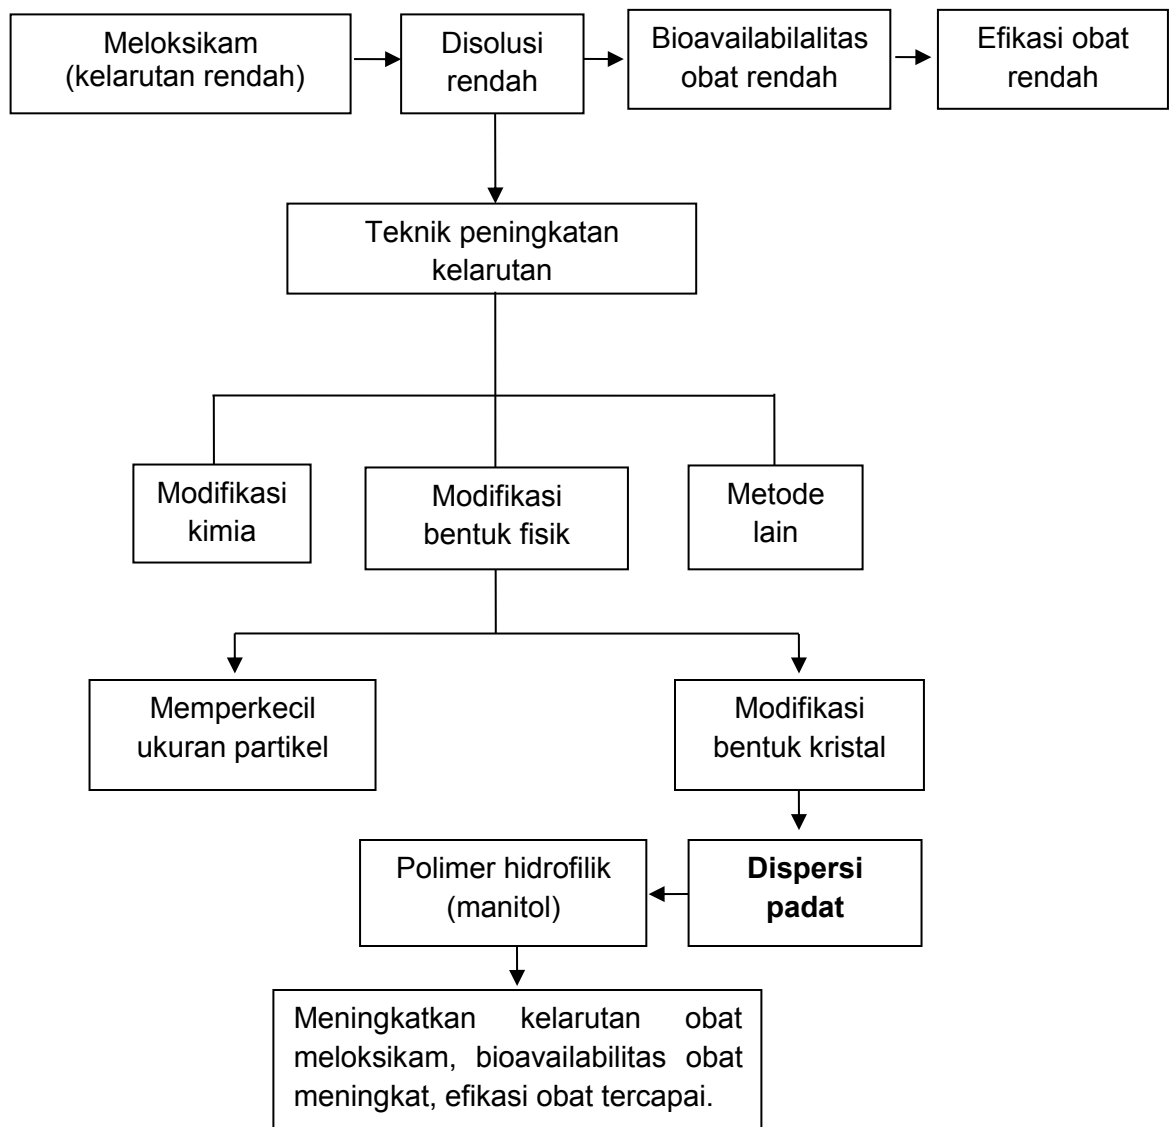 Meloksikam
(kelarutan rendah)
Disolusi
rendah
Bioavailabilalitas
obat rendah
Efikasi obat
rendah
Teknik peningkatan
kelarutan
Modifikasi
kimia
Modifikasi
bentuk fisik
Metode
lain
Memperkecil
ukuran partikel
Modifikasi
bentuk kristal
Polimer hidrofilik
(manitol)
Dispersi
padat
Meningkatkan kelarutan obat
meloksikam, bioavailabilitas obat
meningkat, efikasi obat tercapai.